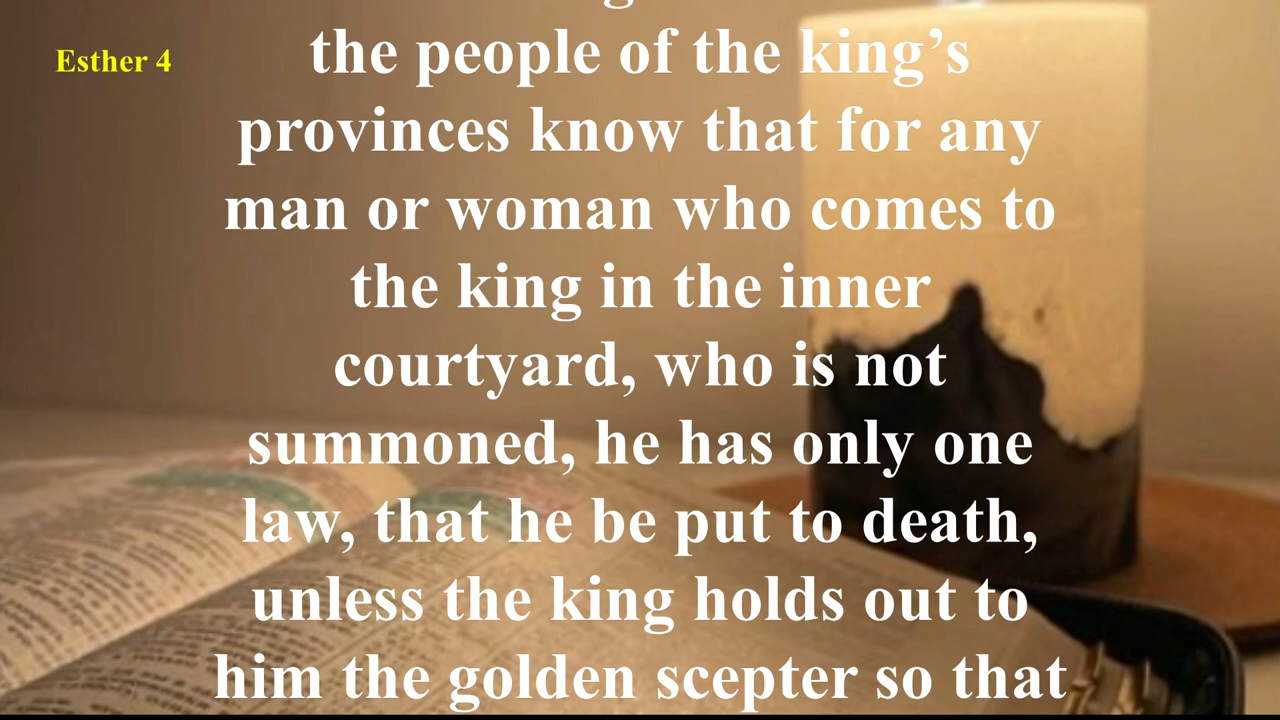 Esther 4
the people of the king’s
provinces know that for any
man or woman who comes to
the king in the inner
courtyard, who is not
summoned, he has only one
law, that he be put to death,
unless the king holds out to
him the golden scepter so that